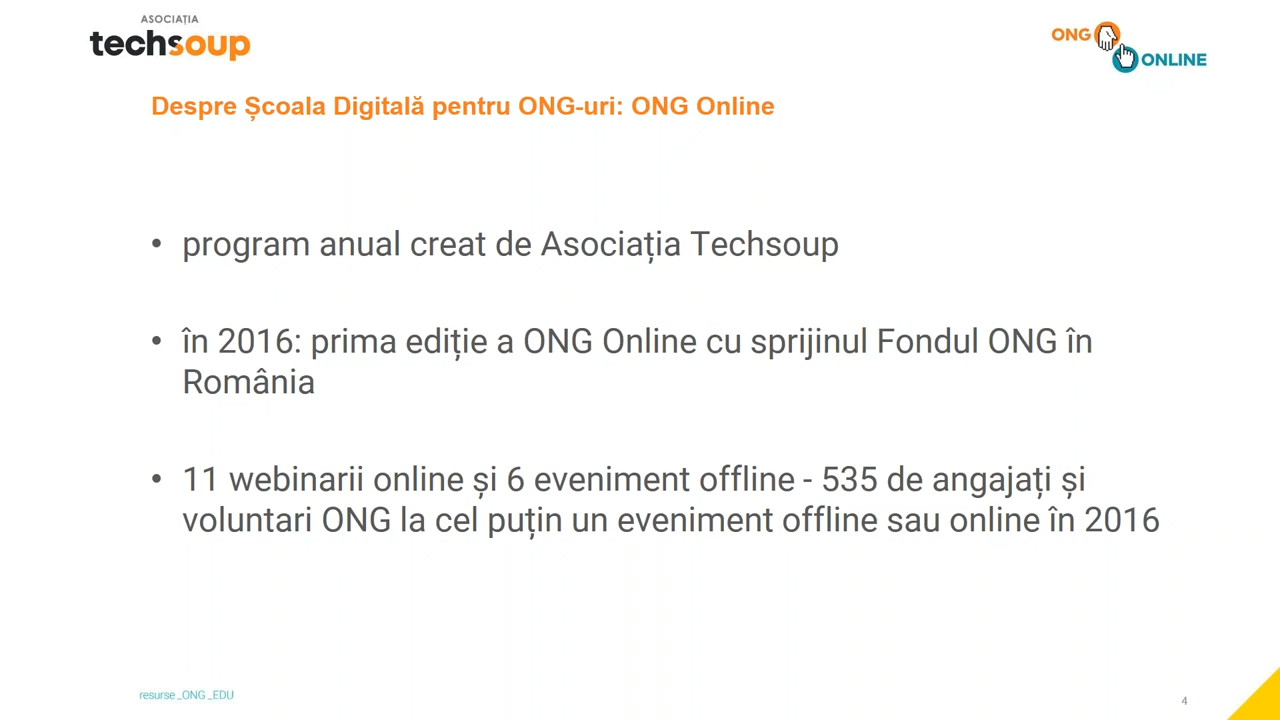 ASOCIAȚIA
techsoup
ONG
ONLINE
Despre Școala Digitală pentru ONG-uri: ONG Online
• program anual creat de Asociația Techsoup
• în 2016: prima ediție a ONG Online cu sprijinul Fondul ONG în
România
• 11 webinarii online și 6 eveniment offline - 535 de angajați și
voluntari ONG la cel puțin un eveniment offline sau online în 2016
resurse_ONG_EDU
4